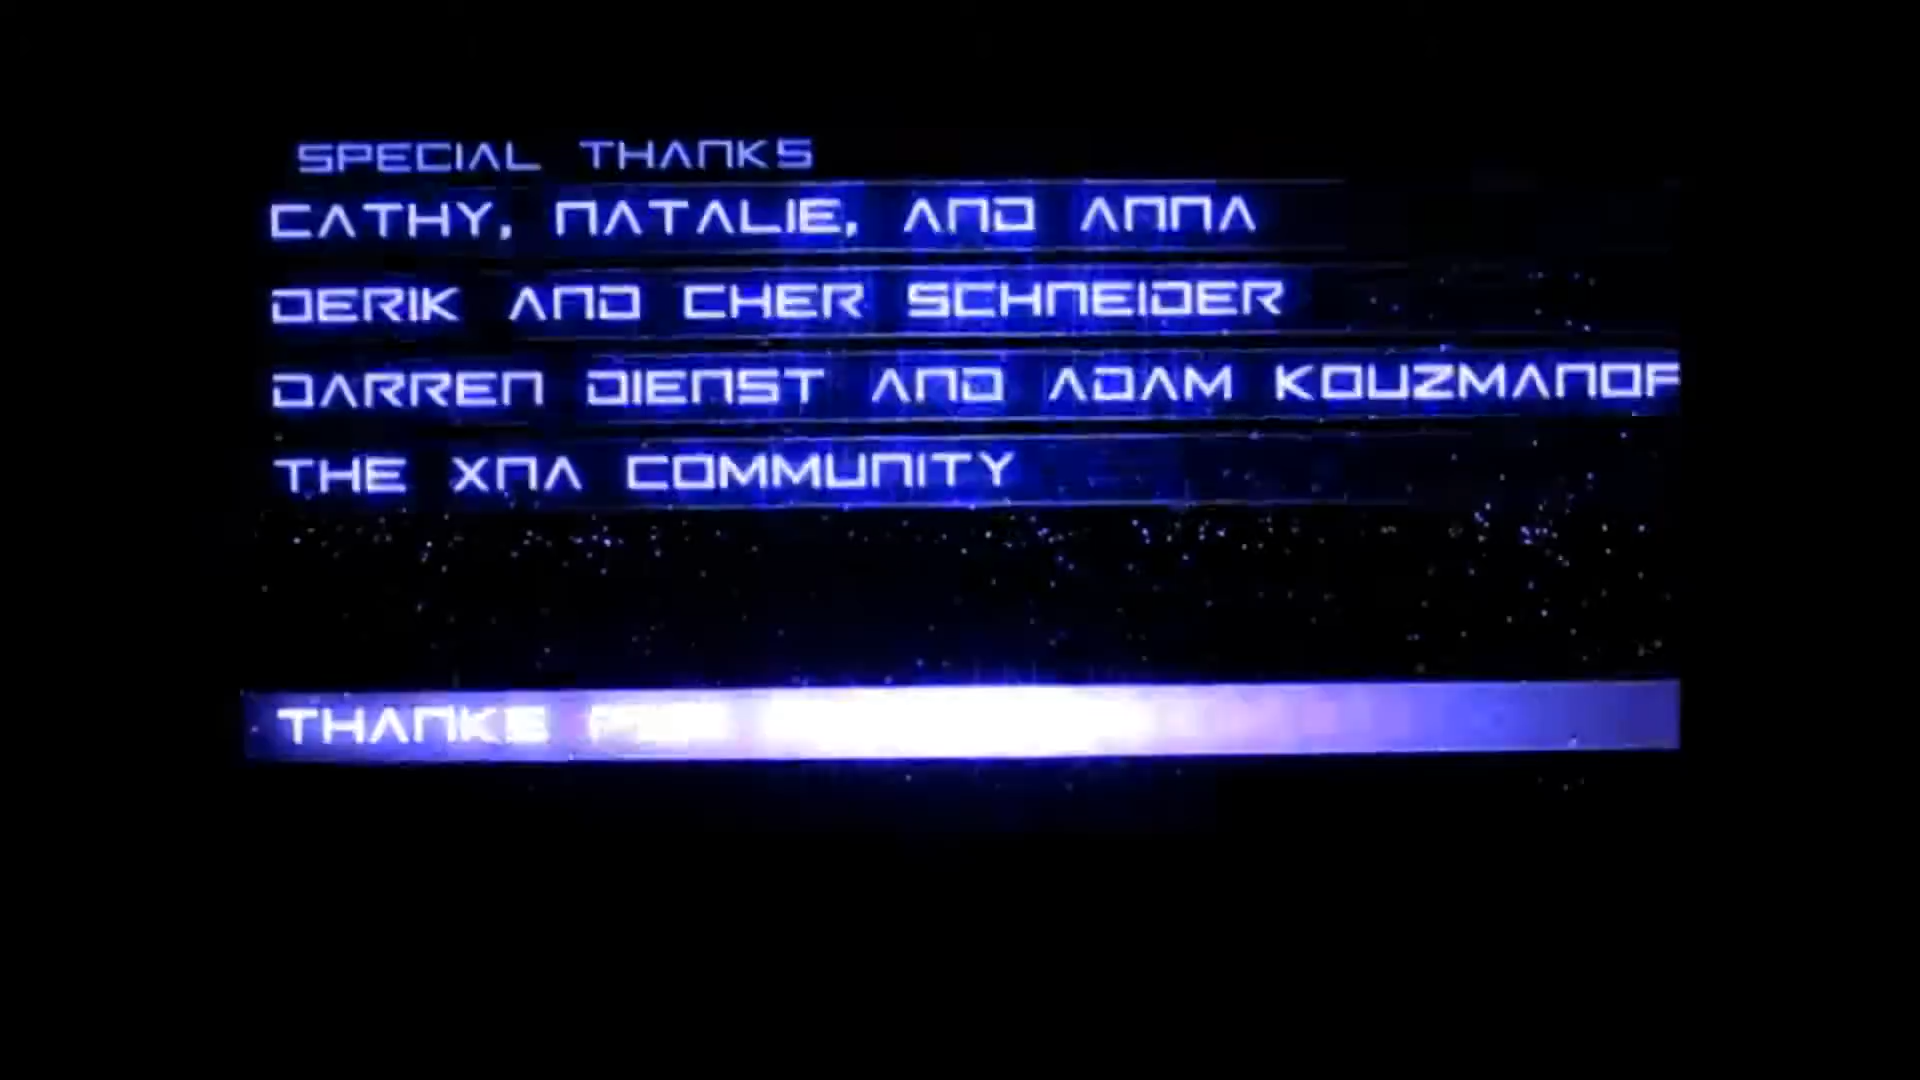 SPECIAL THANKS
CATHY, NATALIE, AND ANNA
DERIK AND CHER SCHNEIDER
DARREN DIENST AND ADAM KOUZMANOF
THE XNA COMMUNITY
THANKS